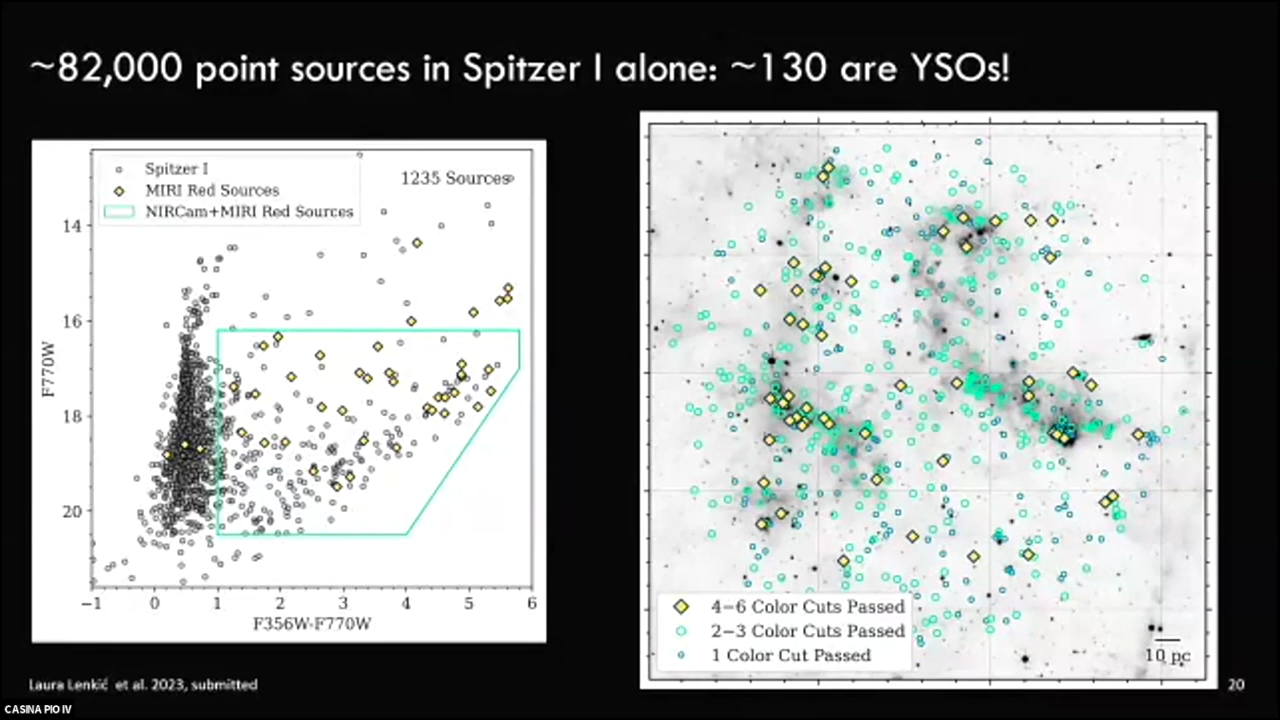 ~82,000 point sources in Spitzer I alone: ~130 are YSOs!
Spitzer I
MIRI Red Sources
NIRCam+MIRI Red Sources
1235 Sources
14
16
18
20
F770W
−1 0 1 2 3 4 5 6
F356W-F770W
4−6 Color Cuts Passed
2−3 Color Cuts Passed
1 Color Cut Passed
10 pc
Laura Lenkić et al. 2023, submitted
20
CASINA PIO IV